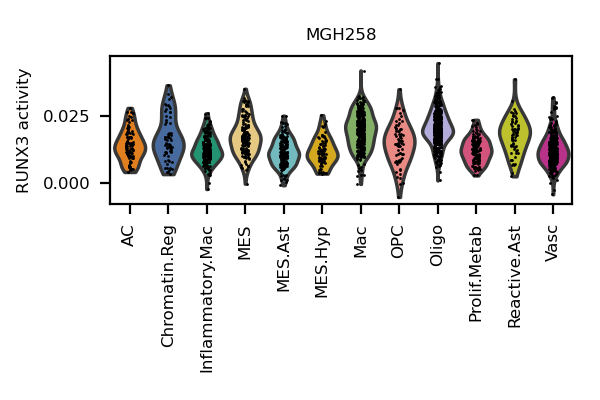 MGH258
RUNX3 activity
0.025
0.000
AC
Chromatin.Reg
Inflammatory.Mac
MES
MES.Ast
MES.Hyp
Mac
OPC
Oligo
Prolif.Metab
Reactive.Ast
Vasc